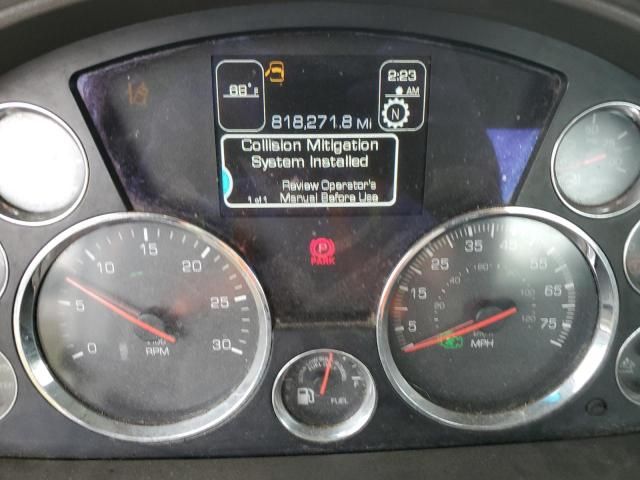 68° F
2:23
AM
N
818,271.8 Mi
Collision Mitigation
System Installed
Review Operator's
1 of 1 Manual Before Use
P
PARK
0 5 10 15 20 25 30
RPM
5 15 25 35 45 55 65 75
MPH
FUEL